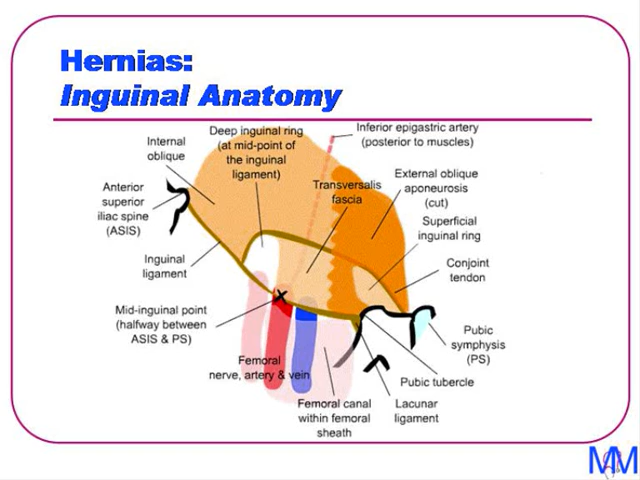 Hernias:
Inguinal Anatomy
Internal
oblique
Deep inguinal ring
(at mid-point of
the inguinal
ligament)
Inferior epigastric artery
(posterior to muscles)
Transversalis
fascia
External oblique
aponeurosis
(cut)
Anterior
superior
iliac spine
(ASIS)
Superficial
inguinal ring
Inguinal
ligament
Conjoint
tendon
X
Mid-inguinal point
(halfway between
ASIS & PS)
Pubic
symphysis
(PS)
Femoral
nerve, artery & vein
Pubic tubercle
Femoral canal
within femoral
sheath
Lacunar
ligament
MM